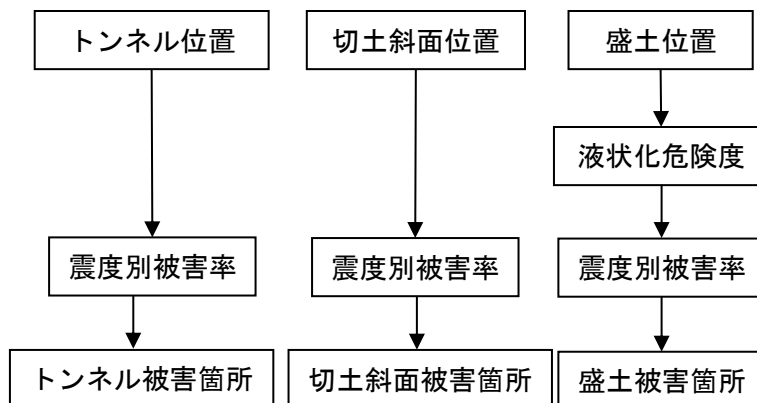 トンネル位置
切土斜面位置
盛土位置
液状化危険度
震度別被害率
震度別被害率
震度別被害率
トンネル被害箇所
切土斜面被害箇所
盛土被害箇所